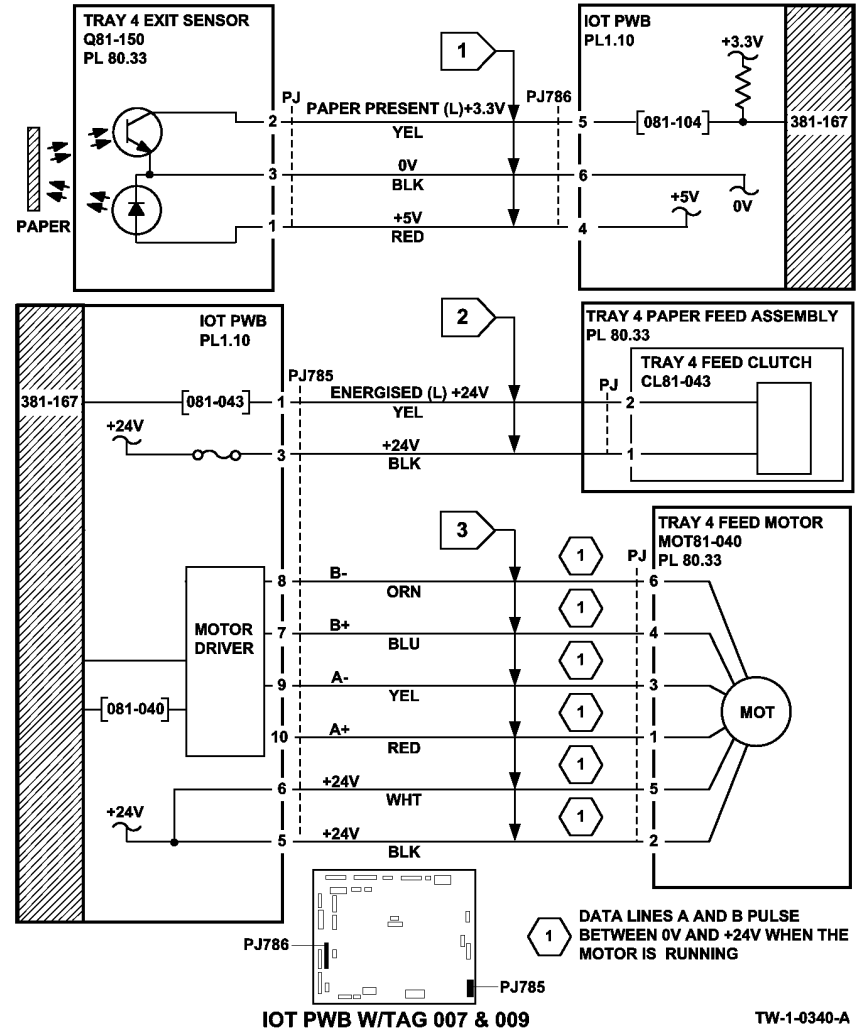 TRAY 4 EXIT SENSOR
Q81-150
PL 80.33
IOT PWB
PL1.10
1
+3.3V
PJ
PJ786
2
PAPER PRESENT (L)+3.3V
YEL
5
081-104
381-167
3
0V
BLK
6
+5V
0V
PAPER
1
+5V
RED
4
IOT PWB
PL1.10
2
TRAY 4 PAPER FEED ASSEMBLY
PL 80.33
TRAY 4 FEED CLUTCH
CL81-043
PJ785
PJ
381-167
081-043
1
ENERGISED (L) +24V
YEL
2
+24V
3
+24V
BLK
1
3
TRAY 4 FEED MOTOR
MOT81-040
PL 80.33
1
PJ
8
B-
ORN
6
1
MOTOR
DRIVER
7
B+
BLU
4
1
9
A-
YEL
3
081-040
1
MOT
10
A+
RED
1
1
6
+24V
WHT
5
+24V
1
5
+24V
BLK
2
PJ786
PJ785
1
DATA LINES A AND B PULSE
BETWEEN 0V AND +24V WHEN THE
MOTOR IS RUNNING
IOT PWB W/TAG 007 & 009
TW-1-0340-A